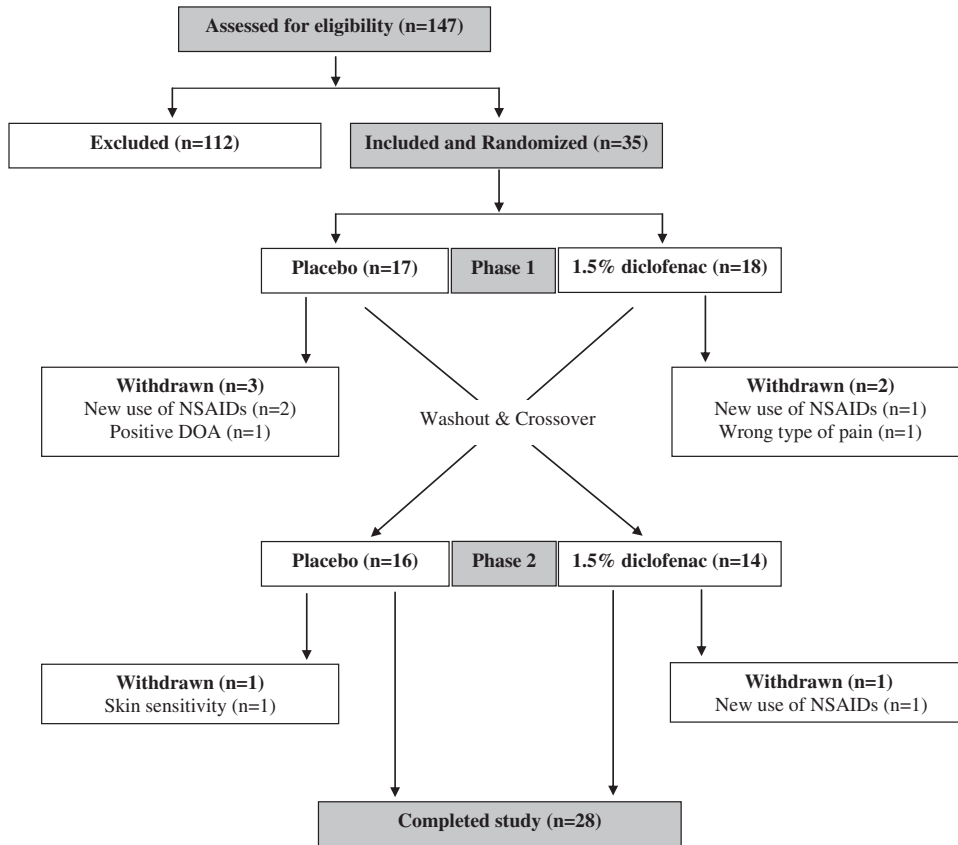 Assessed for eligibility (n=147)
Excluded (n=112)
Included and Randomized (n=35)
Placebo (n=17)
Phase 1
1.5% diclofenac (n=18)
Withdrawn (n=3)
New use of NSAIDs (n=2)
Positive DOA (n=1)
Withdrawn (n=2)
New use of NSAIDs (n=1)
Wrong type of pain (n=1)
Washout & Crossover
Placebo (n=16)
Phase 2
1.5% diclofenac (n=14)
Withdrawn (n=1)
Skin sensitivity (n=1)
Withdrawn (n=1)
New use of NSAIDs (n=1)
Completed study (n=28)